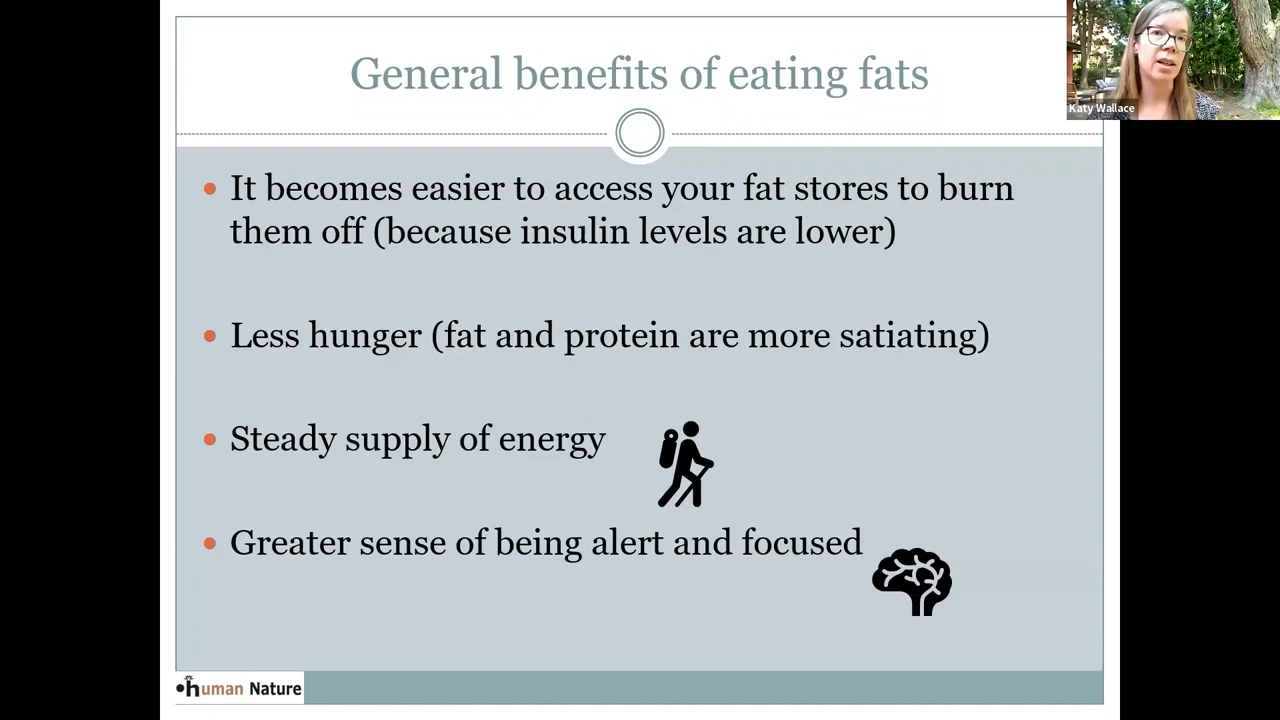 General benefits of eating fats
Katy Wallace
• It becomes easier to access your fat stores to burn
them off (because insulin levels are lower)
• Less hunger (fat and protein are more satiating)
• Steady supply of energy
• Greater sense of being alert and focused
human Nature